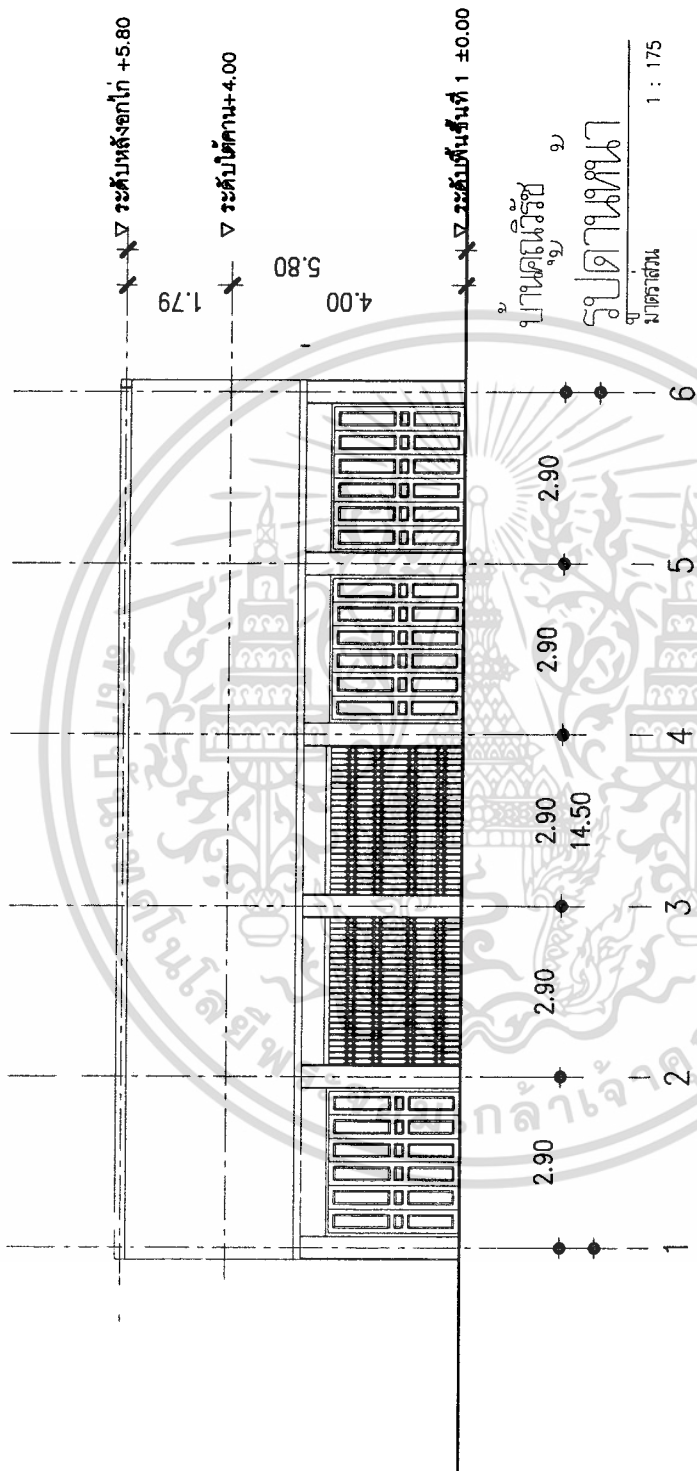 ระดับหลังอกไก่ +5.80
ระดับใต้คาน+4.00
ระดับพื้นชั้นที่ 1 ±0.00
1.79
5.80
4.00
2.90
2.90
2.90
2.90
2.90
14.50
1
2
3
4
5
6
บ้านคุณวิรัช
รูปด้านหน้า
มาตราส่วน 1 : 175